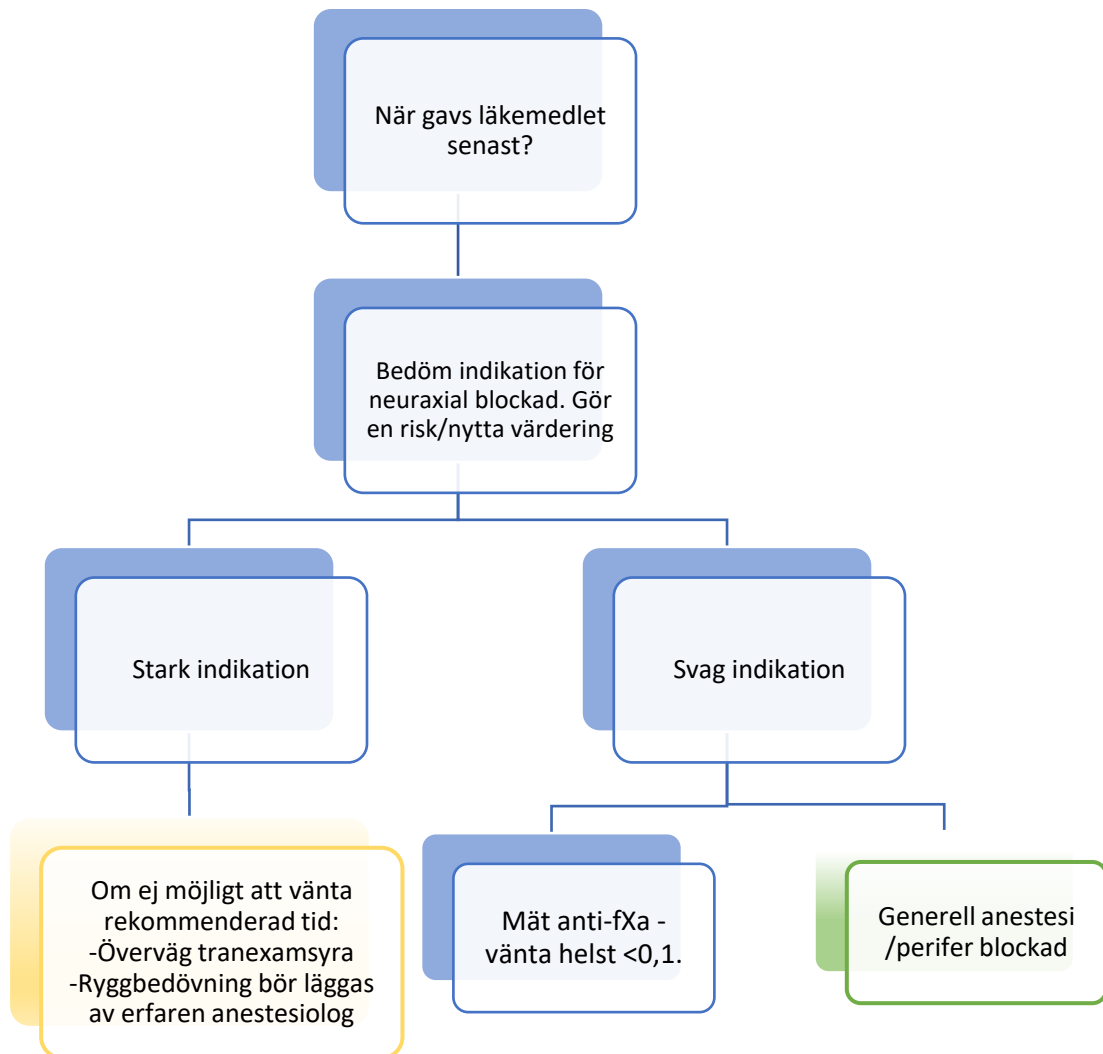 När gavs läkemedlet
senast?
Bedöm indikation för
neuraxial blockad. Gör
en risk/nytta värdering
Stark indikation
Svag indikation
Om ej möjligt att vänta
rekommenderad tid:
-Överväg tranexamsyra
-Ryggbedövning bör läggas
av erfaren anestesiolog
Mät anti-fXa -
vänta helst <0,1.
Generell anestesi
/perifer blockad